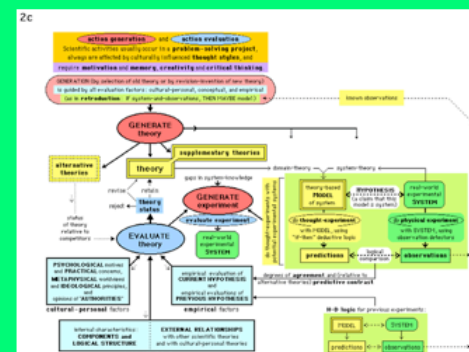 2c
action generation and action evaluation
Scientific activities usually occur in a problem-solving project,
always are affected by culturally influenced thought styles, and
require motivation and memory, creativity and critical thinking.
GENERATION (by selection of old theory or by revision-invention of new theory)
is guided by all evaluation factors: cultural-personal, conceptual, and empirical
(as in retroduction: IF system-and-observations, THEN MAYBE model)
known observations
GENERATE
theory
supplementary theories
alternative
theories
theory
domain-theory
system-theory
revise
retain
reject
theory
status
gaps in system-knowledge
GENERATE
experiment
evaluate experiment
real-world
experimental
SYSTEM
do thought-experiments with
potential experimental systems
theory-based
MODEL
of system
HYPOTHESIS
(a claim that this
model ≅ system)
real-world
experimental
SYSTEM
do thought-experiment
with MODEL, using
"if-then" deductive logic
do physical experiment
with SYSTEM, using
observation detectors
predictions
logical
comparison
observations
status
of theory
relative to
competitors
EVALUATE
theory
PSYCHOLOGICAL motives
and PRACTICAL concerns,
METAPHYSICAL worldviews
and IDEOLOGICAL principles,
and opinions of "AUTHORITIES"
cultural-personal factors
empirical evaluation of
CURRENT HYPOTHESIS
and
empirical evaluations of
PREVIOUS HYPOTHESES
empirical factors
degrees of agreement and (relative to
alternative theories) predictive contrast
internal characteristics:
COMPONENTS and
LOGICAL STRUCTURE
EXTERNAL RELATIONSHIPS
with other scientific theories
and with cultural-personal theories
H-D logic for previous experiments:
MODEL
SYSTEM
predictions
observations